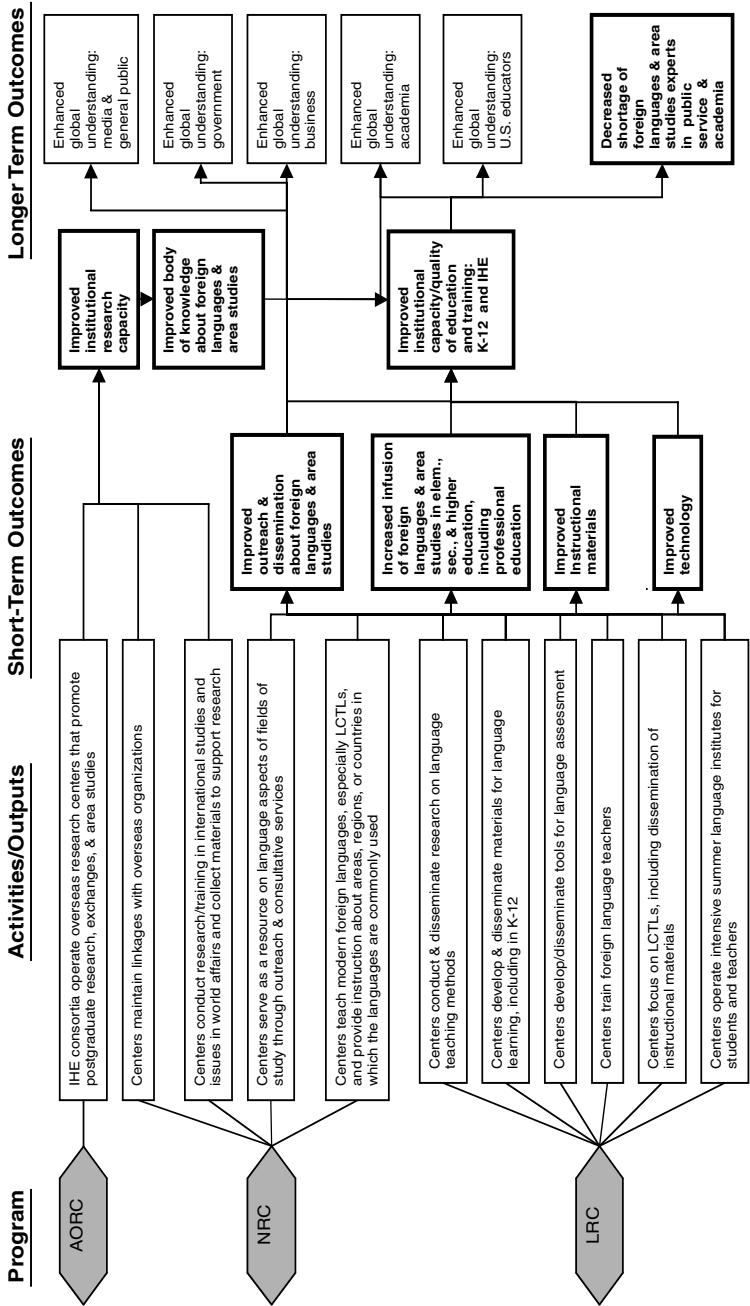 Program
Activities/Outputs
Short-Term Outcomes
Longer Term Outcomes
AORC
NRC
LRC
IHE consortia operate overseas research centers that promote
postgraduate research, exchanges, & area studies
Centers maintain linkages with overseas organizations
Centers conduct research/training in international studies and
issues in world affairs and collect materials to support research
Centers serve as a resource on language aspects of fields of
study through outreach & consultative services
Centers teach modern foreign languages, especially LCTLs,
and provide instruction about areas, regions, or countries in
which the languages are commonly used
Centers conduct & disseminate research on language
teaching methods
Centers develop & disseminate materials for language
learning, including in K-12
Centers develop/disseminate tools for language assessment
Centers train foreign language teachers
Centers focus on LCTLs, including dissemination of
instructional materials
Centers operate intensive summer language institutes for
students and teachers
Improved
outreach &
dissemination
about foreign
languages & area
studies
Increased infusion
of foreign
languages & area
studies in elem.,
sec., & higher
education,
including
professional
education
Improved
Instructional
materials
Improved
technology
Improved
institutional
research
capacity
Improved body
of knowledge
about foreign
languages &
area studies
Improved
institutional
capacity/quality
of education
and training:
K-12 and IHE
Enhanced
global
understanding:
media &
general public
Enhanced
global
understanding:
government
Enhanced
global
understanding:
business
Enhanced
global
understanding:
academia
Enhanced
global
understanding:
U.S. educators
Decreased
shortage of
foreign
languages & area
studies experts
in public
service &
academia